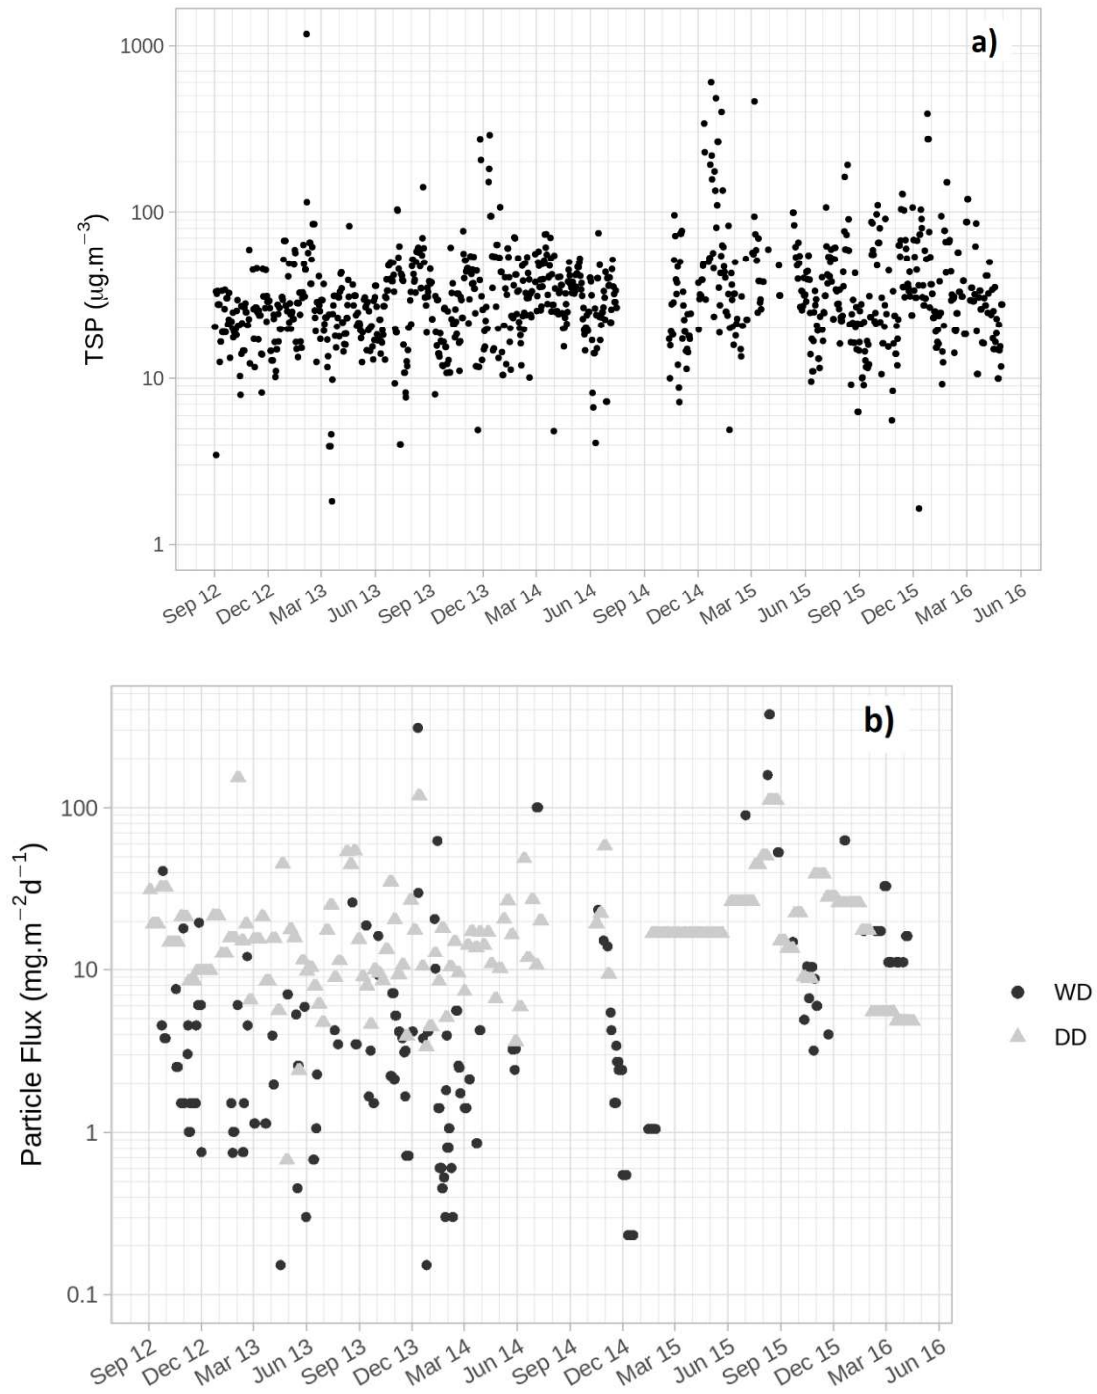 a)
1000
100
10
1
TSP (µg.m−3)
Sep 12 Dec 12 Mar 13 Jun 13 Sep 13 Dec 13 Mar 14 Jun 14 Sep 14 Dec 14 Mar 15 Jun 15 Sep 15 Dec 15 Mar 16 Jun 16
b)
100
10
1
0.1
Particle Flux (mg.m−2d−1)
WD
DD
Sep 12 Dec 12 Mar 13 Jun 13 Sep 13 Dec 13 Mar 14 Jun 14 Sep 14 Dec 14 Mar 15 Jun 15 Sep 15 Dec 15 Mar 16 Jun 16